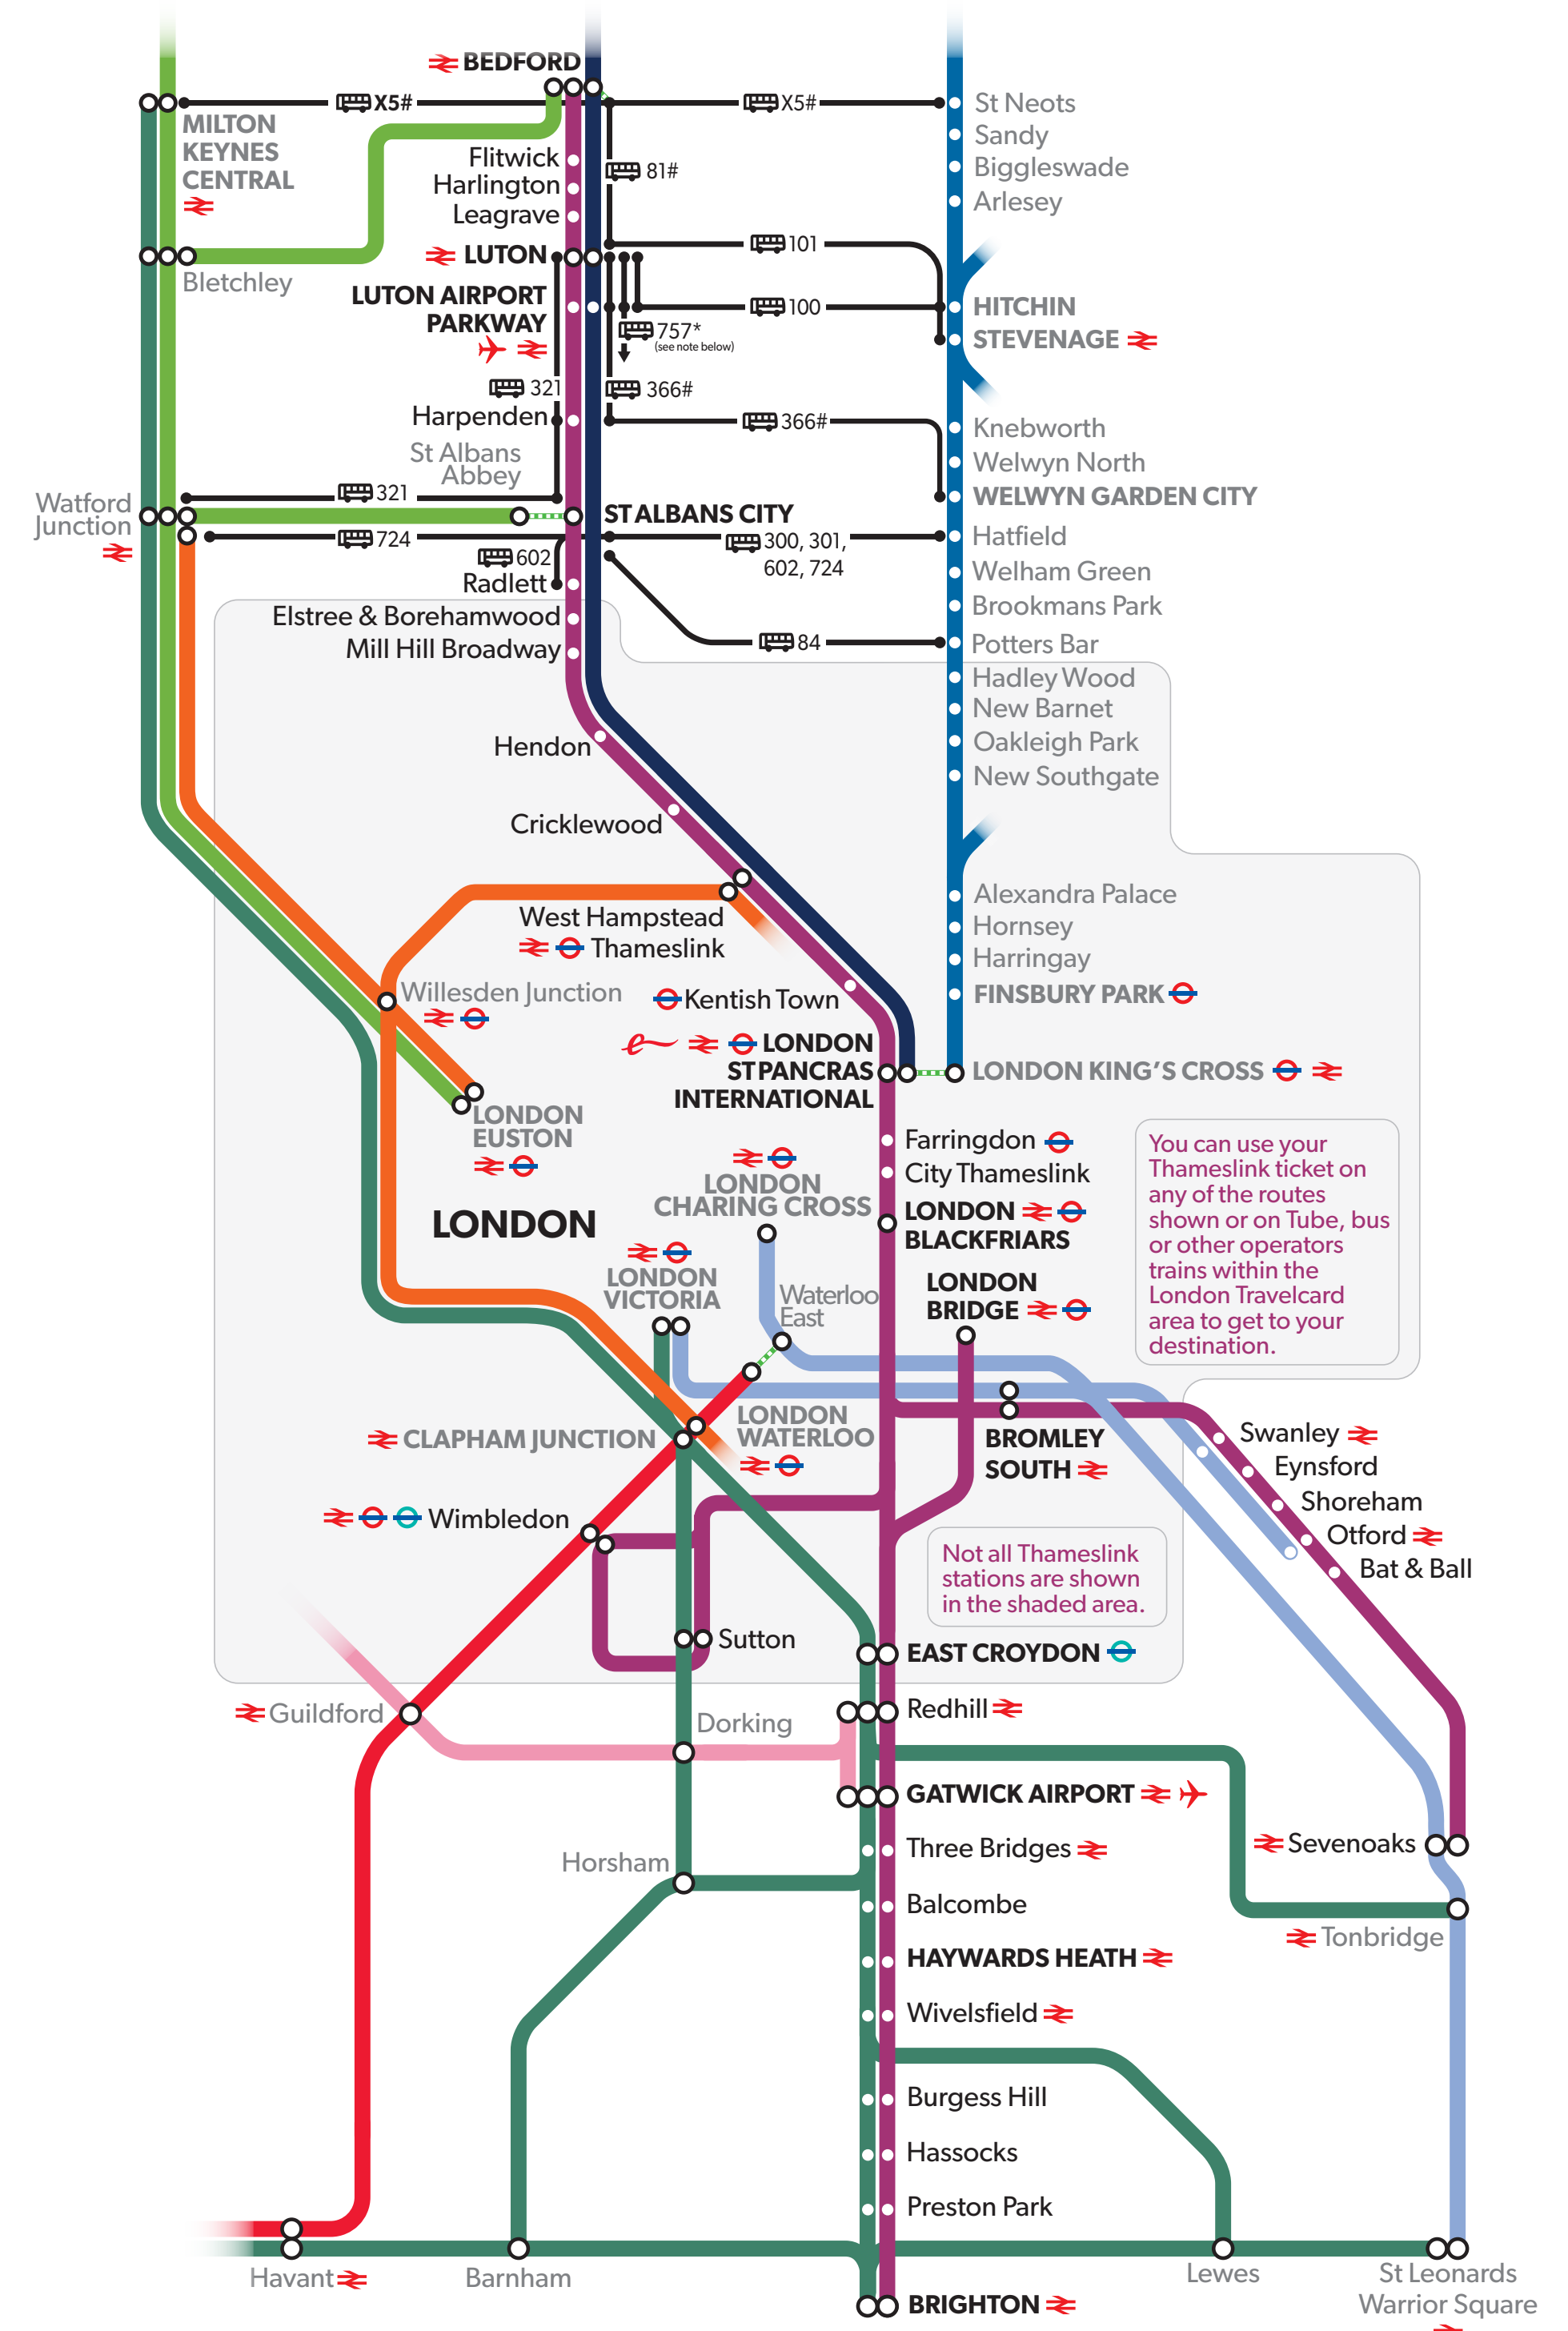 BEDFORD
X5#
X5#
St Neots
MILTON
KEYNES
CENTRAL
Sandy
Flitwick
81#
Biggleswade
Harlington
Arlesey
Leagrave
101
LUTON
Bletchley
LUTON AIRPORT
PARKWAY
100
HITCHIN
757*
(see note below)
STEVENAGE
321
366#
Harpenden
366#
Knebworth
St Albans
Abbey
Welwyn North
321
WELWYN GARDEN CITY
Watford
Junction
ST ALBANS CITY
724
300, 301,
602, 724
Hatfield
602
Radlett
Welham Green
Brookmans Park
Elstree & Borehamwood
84
Potters Bar
Mill Hill Broadway
Hadley Wood
New Barnet
Hendon
Oakleigh Park
New Southgate
Cricklewood
Alexandra Palace
West Hampstead
Thameslink
Hornsey
Harringay
Willesden Junction
Kentish Town
FINSBURY PARK
e
LONDON
ST PANCRAS
INTERNATIONAL
LONDON KING'S CROSS
LONDON
EUSTON
Farringdon
City Thameslink
You can use your
Thameslink ticket on
any of the routes
shown or on Tube, bus
or other operators
trains within the
London Travelcard
area to get to your
destination.
LONDON
CHARING CROSS
LONDON
LONDON
BLACKFRIARS
LONDON
VICTORIA
Waterloo
East
LONDON
BRIDGE
CLAPHAM JUNCTION
LONDON
WATERLOO
BROMLEY
SOUTH
Swanley
Eynsford
Shoreham
Otford
Bat & Ball
Wimbledon
Not all Thameslink
stations are shown
in the shaded area.
Sutton
EAST CROYDON
Guildford
Redhill
Dorking
GATWICK AIRPORT
Three Bridges
Sevenoaks
Horsham
Balcombe
Tonbridge
HAYWARDS HEATH
Wivelsfield
Burgess Hill
Hassocks
Preston Park
Havant
Barnham
Lewes
St Leonards
Warrior Square
BRIGHTON